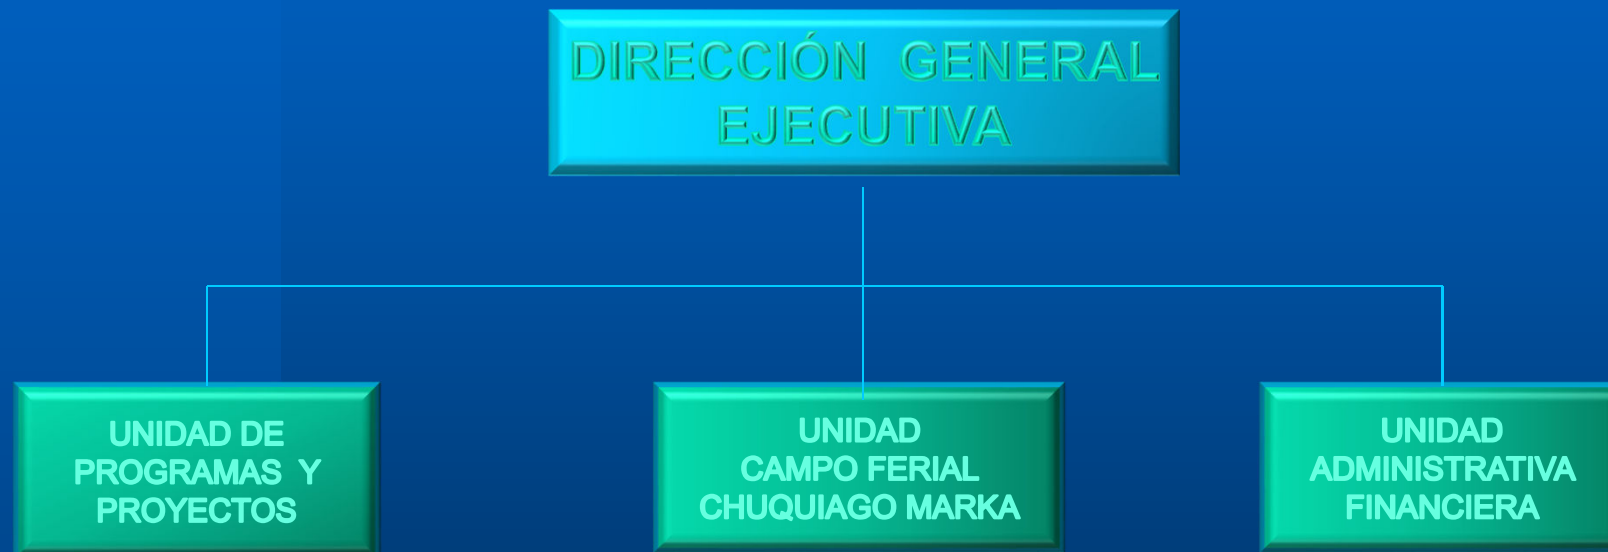 DIRECCIÓN GENERAL
EJECUTIVA
UNIDAD DE
PROGRAMAS Y
PROYECTOS
UNIDAD
CAMPO FERIAL
CHUQUIAGO MARKA
UNIDAD
ADMINISTRATIVA
FINANCIERA